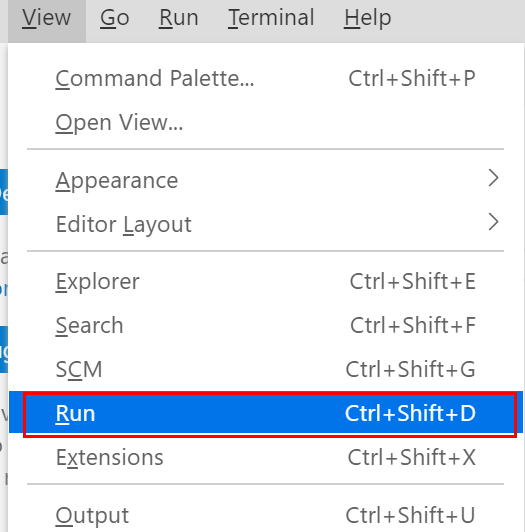 View Go Run Terminal Help
Command Palette... Ctrl+Shift+P
Open View...
Appearance
Editor Layout
Explorer Ctrl+Shift+E
Search Ctrl+Shift+F
SCM Ctrl+Shift+G
Run Ctrl+Shift+D
Extensions Ctrl+Shift+X
Output Ctrl+Shift+U